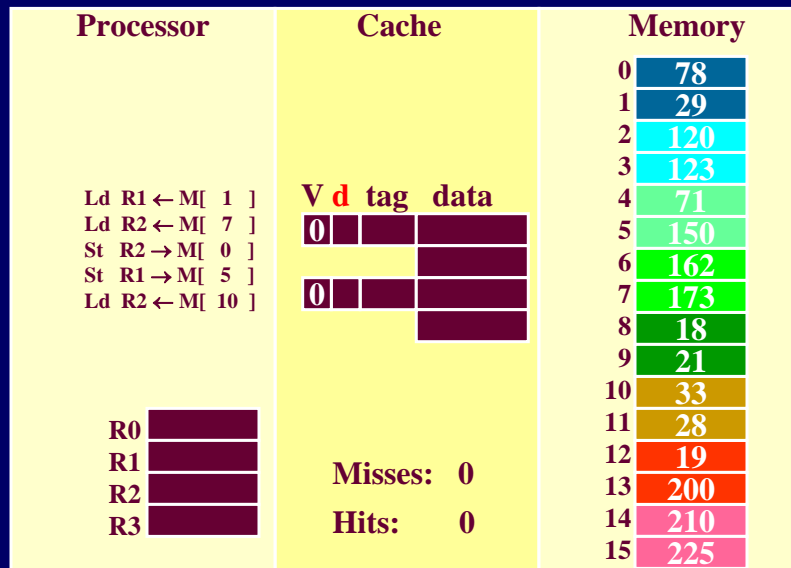 Processor
Cache
Memory
Ld R1 ← M[ 1 ]
Ld R2 ← M[ 7 ]
St R2 → M[ 0 ]
St R1 → M[ 5 ]
Ld R2 ← M[ 10 ]
R0
R1
R2
R3
V d tag data
0
0
Misses: 0
Hits: 0
0 78
1 29
2 120
3 123
4 71
5 150
6 162
7 173
8 18
9 21
10 33
11 28
12 19
13 200
14 210
15 225